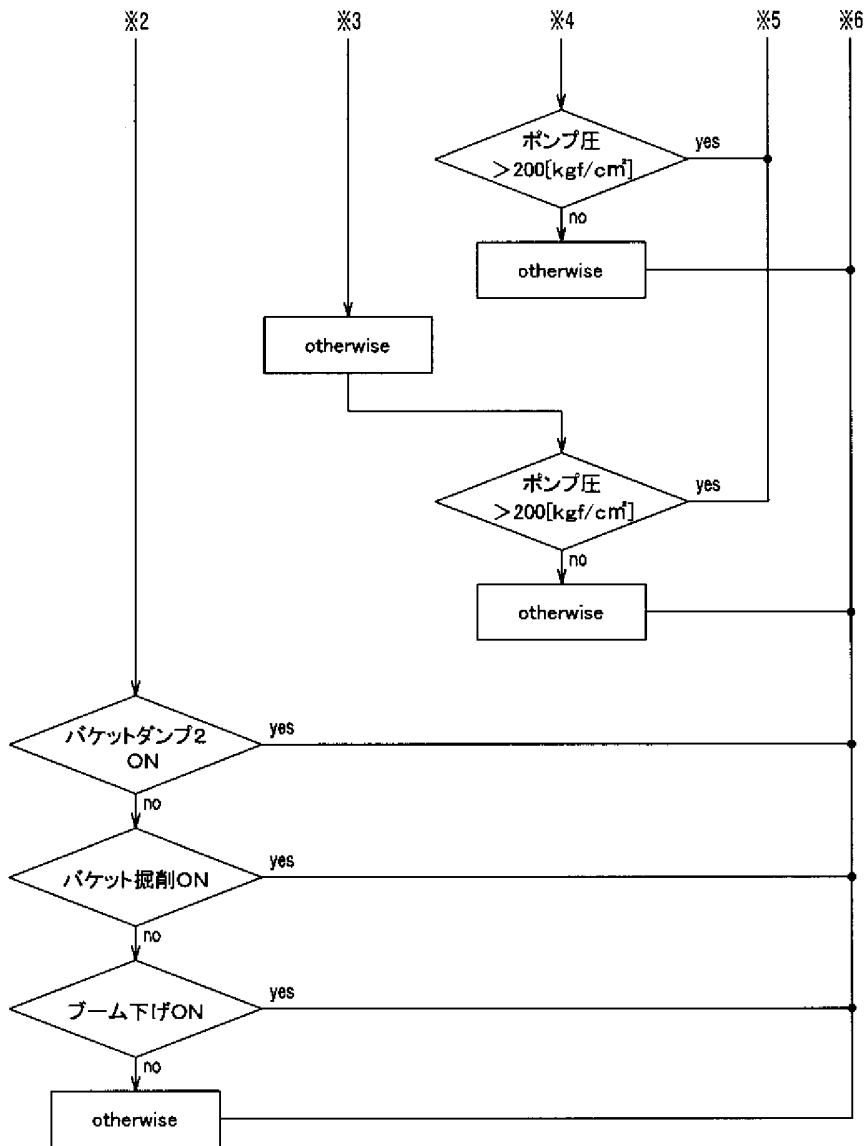 ※2
※3
※4
※5
※6
ポンプ圧
>200[kgf/c㎡]
yes
no
otherwise
otherwise
ポンプ圧
>200[kgf/c㎡]
yes
no
otherwise
バケットダンプ2
ON
yes
no
バケット掘削ON
yes
no
ブーム下げON
yes
no
otherwise